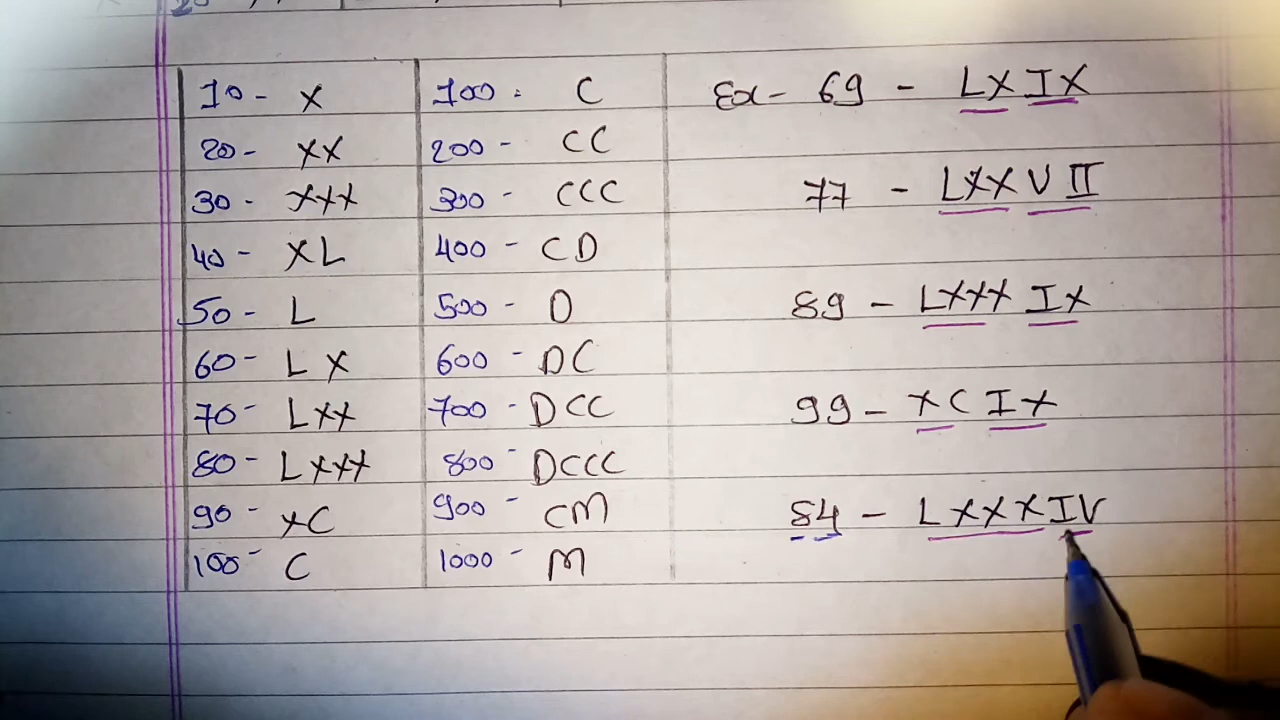 10 - X 100 - C Ex - 69 - LXIX
20 - XX 200 - CC
30 - XXX 300 - CCC 77 - LXXVII
40 - XL 400 - CD
50 - L 500 - D 89 - LXXXIX
60 - LX 600 - DC
70 - LXX 700 - DCC 99 - XCIX
80 - LXXX 800 - DCCC
90 - XC 900 - CM 84 - LXXXIV
100 - C 1000 - M